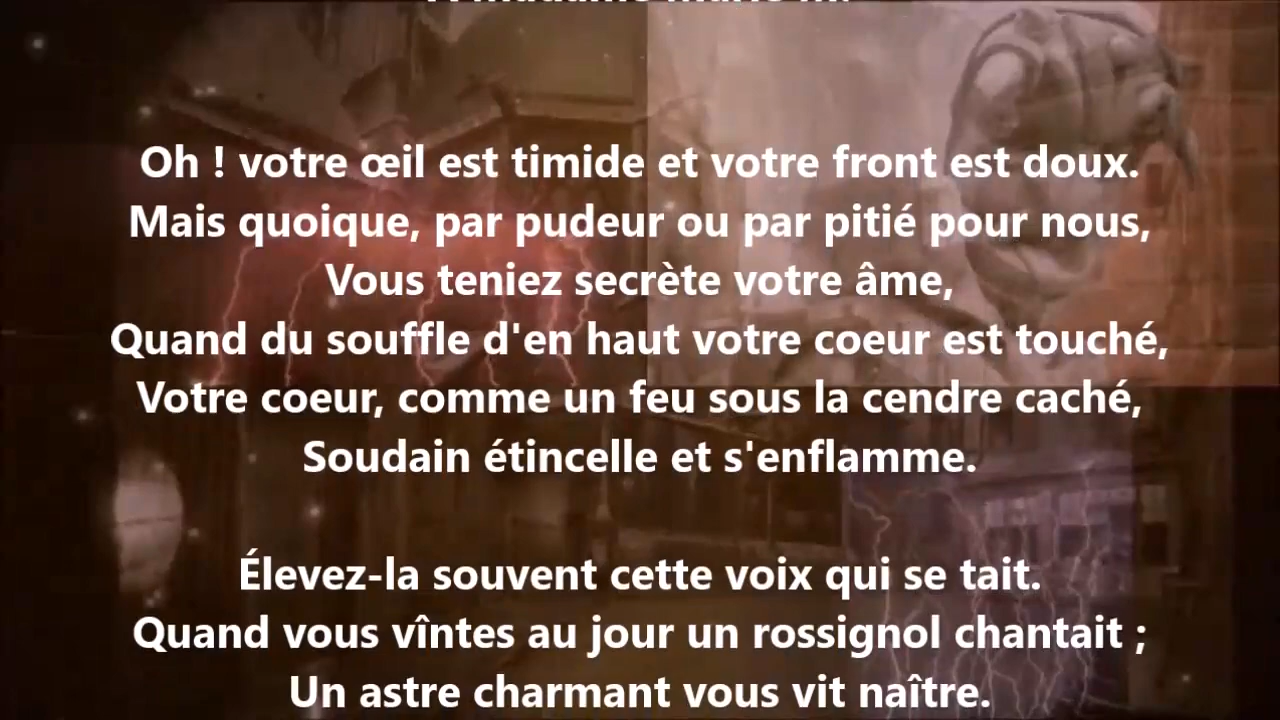 Oh ! votre œil est timide et votre front est doux.
Mais quoique, par pudeur ou par pitié pour nous,
Vous teniez secrète votre âme,
Quand du souffle d'en haut votre coeur est touché,
Votre coeur, comme un feu sous la cendre caché,
Soudain étincelle et s'enflamme.
Élevez-la souvent cette voix qui se tait.
Quand vous vîntes au jour un rossignol chantait ;
Un astre charmant vous vit naître.